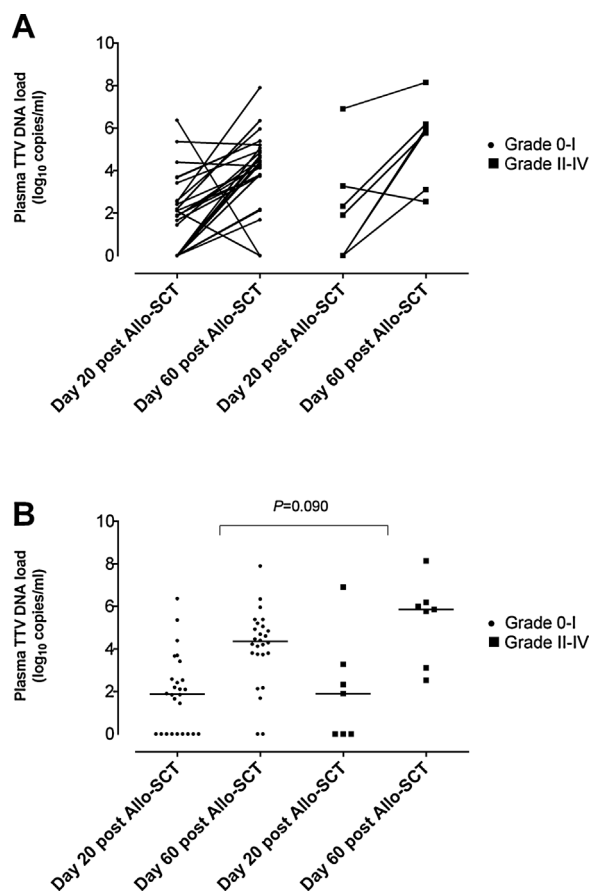 A
Plasma TTV DNA load
(log10 copies/ml)
10
8
6
4
2
0
Day 20 post Allo-SCT
Day 60 post Allo-SCT
Day 20 post Allo-SCT
Day 60 post Allo-SCT
Grade 0-I
Grade II-IV
B
P=0.090
Plasma TTV DNA load
(log10 copies/ml)
10
8
6
4
2
0
Day 20 post Allo-SCT
Day 60 post Allo-SCT
Day 20 post Allo-SCT
Day 60 post Allo-SCT
Grade 0-I
Grade II-IV